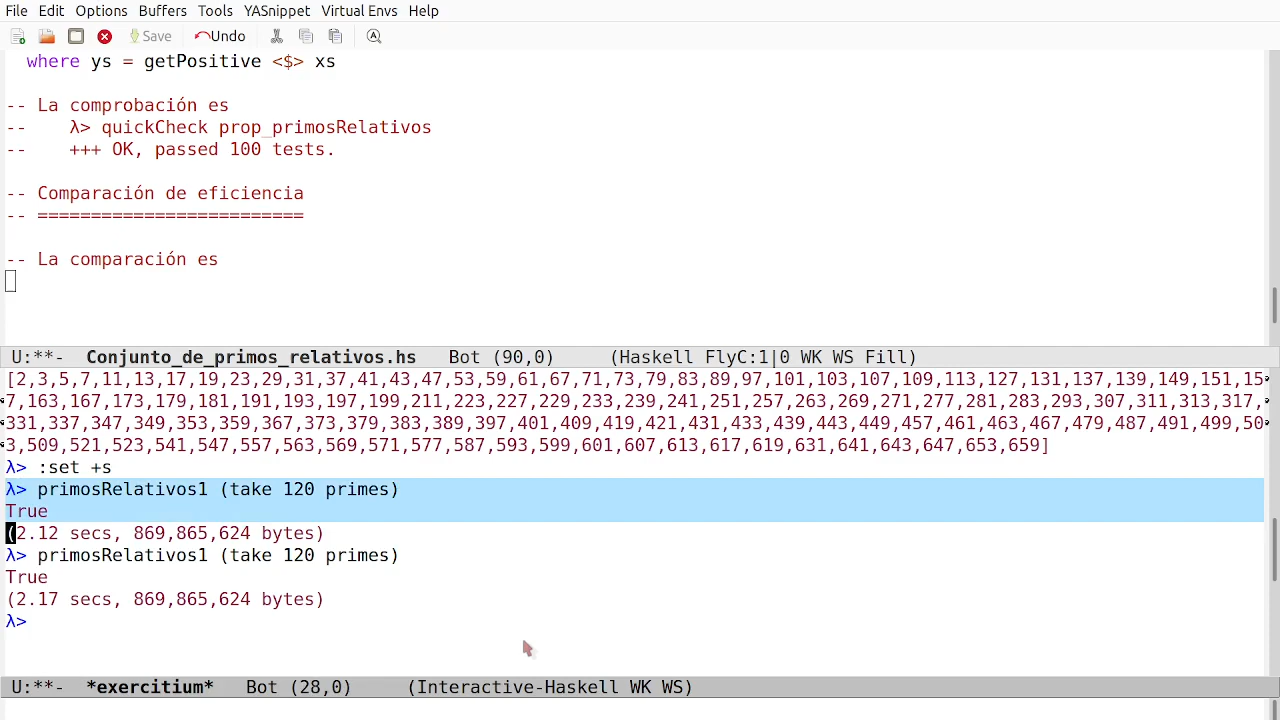 File Edit Options Buffers Tools YASnippet Virtual Envs Help
Save Undo
where ys = getPositive <$> xs
-- La comprobación es
-- λ> quickCheck prop_primosRelativos
-- +++ OK, passed 100 tests.
-- Comparación de eficiencia
-- =========================
-- La comparación es
U:**- Conjunto_de_primos_relativos.hs Bot (90,0) (Haskell FlyC:1|0 WK WS Fill)
[2,3,5,7,11,13,17,19,23,29,31,37,41,43,47,53,59,61,67,71,73,79,83,89,97,101,103,107,109,113,127,131,137,139,149,151,15
7,163,167,173,179,181,191,193,197,199,211,223,227,229,233,239,241,251,257,263,269,271,277,281,283,293,307,311,313,317,
331,337,347,349,353,359,367,373,379,383,389,397,401,409,419,421,431,433,439,443,449,457,461,463,467,479,487,491,499,50
3,509,521,523,541,547,557,563,569,571,577,587,593,599,601,607,613,617,619,631,641,643,647,653,659]
λ> :set +s
λ> primosRelativos1 (take 120 primes)
True
(2.12 secs, 869,865,624 bytes)
λ> primosRelativos1 (take 120 primes)
True
(2.17 secs, 869,865,624 bytes)
λ>
U:**- *exercitium* Bot (28,0) (Interactive-Haskell WK WS)